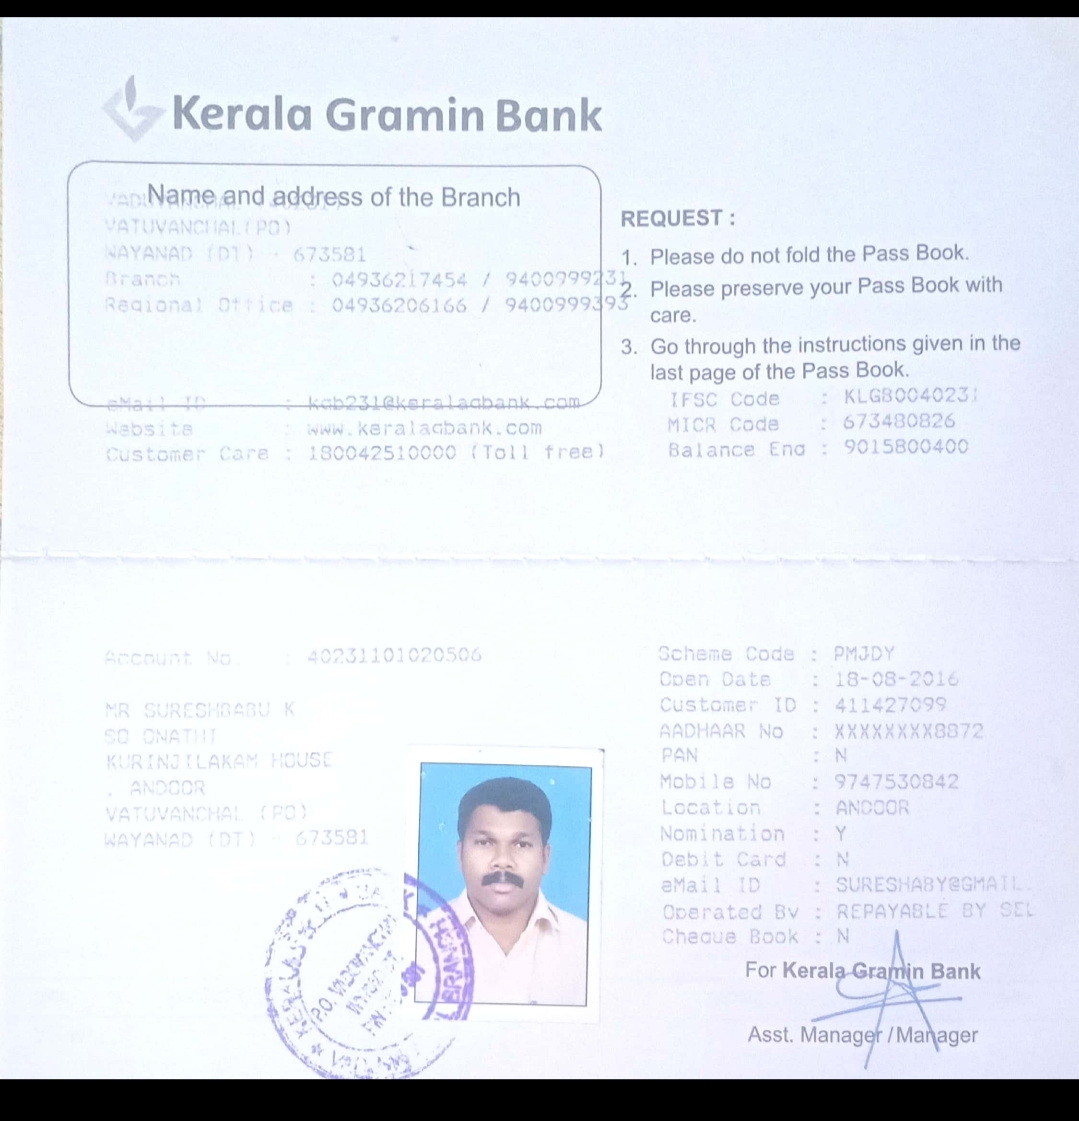 Kerala Gramin Bank
Name and address of the Branch
VATUVANCHAL(PO)
WAYANAD (DT) - 673581
Branch : 04936217454 / 9400999231
Regional Office : 04936206166 / 9400999393
eMail ID : kgb231@keralagbank.com
Website : www.keralagbank.com
Customer Care : 180042510000 (Toll free)
REQUEST :
1. Please do not fold the Pass Book.
2. Please preserve your Pass Book with
care.
3. Go through the instructions given in the
last page of the Pass Book.
IFSC Code : KLGB0040231
MICR Code : 673480826
Balance Enq : 9015800400
Account No. : 40231101020506
MR SURESHBABU K
SO ONATHI
KURINJILAKAM HOUSE
. ANDOOR
VATUVANCHAL (PO)
WAYANAD (DT) - 673581
Scheme Code : PMJDY
Open Date : 18-08-2016
Customer ID : 411427099
AADHAAR No : XXXXXXXX8872
PAN : N
Mobile No : 9747530842
Location : ANDOOR
Nomination : Y
Debit Card : N
eMail ID : SURESHABY@GMAIL.
Operated By : REPAYABLE BY SEL
Cheque Book : N
For Kerala Gramin Bank
Asst. Manager / Manager